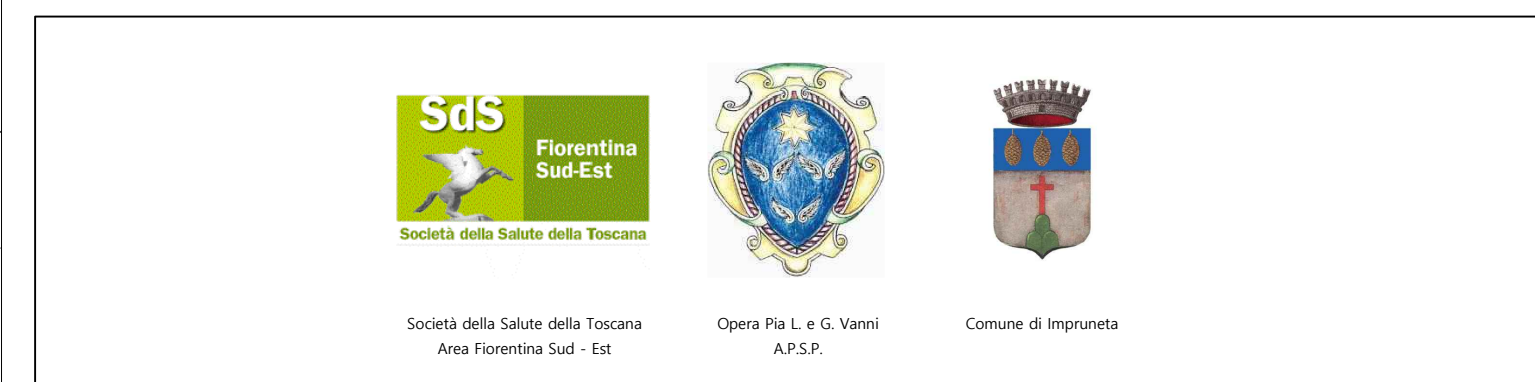 SdS
Fiorentina
Sud-Est
Società della Salute della Toscana
Società della Salute della Toscana
Area Fiorentina Sud - Est
Opera Pia L. e G. Vanni
A.P.S.P.
Comune di Impruneta